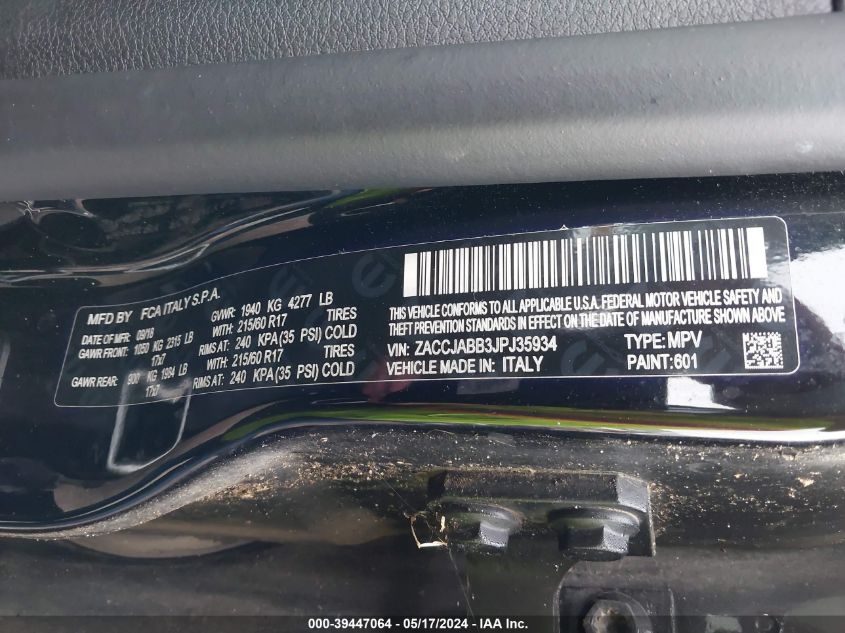 MFD BY FCA ITALY S.P.A.
DATE OF MFR 09/18 GVWR: 1940 KG 4277 LB
GAWR FRONT: 1050 KG 2315 LB WITH: 215/60 R17 TIRES
17x7 RIMS AT: 240 KPA(35 PSI) COLD
GAWR REAR: 900 KG 1984 LB WITH: 215/60 R17 TIRES
17x7 RIMS AT: 240 KPA(35 PSI) COLD
THIS VEHICLE CONFORMS TO ALL APPLICABLE U.S.A. FEDERAL MOTOR VEHICLE SAFETY AND
THEFT PREVENTION STANDARDS IN EFFECT ON THE DATE OF MANUFACTURE SHOWN ABOVE.
VIN: ZACCJABB3JPJ35934 TYPE: MPV
VEHICLE MADE IN: ITALY PAINT: 601
000-39447064 - 05/17/2024 - IAA Inc.